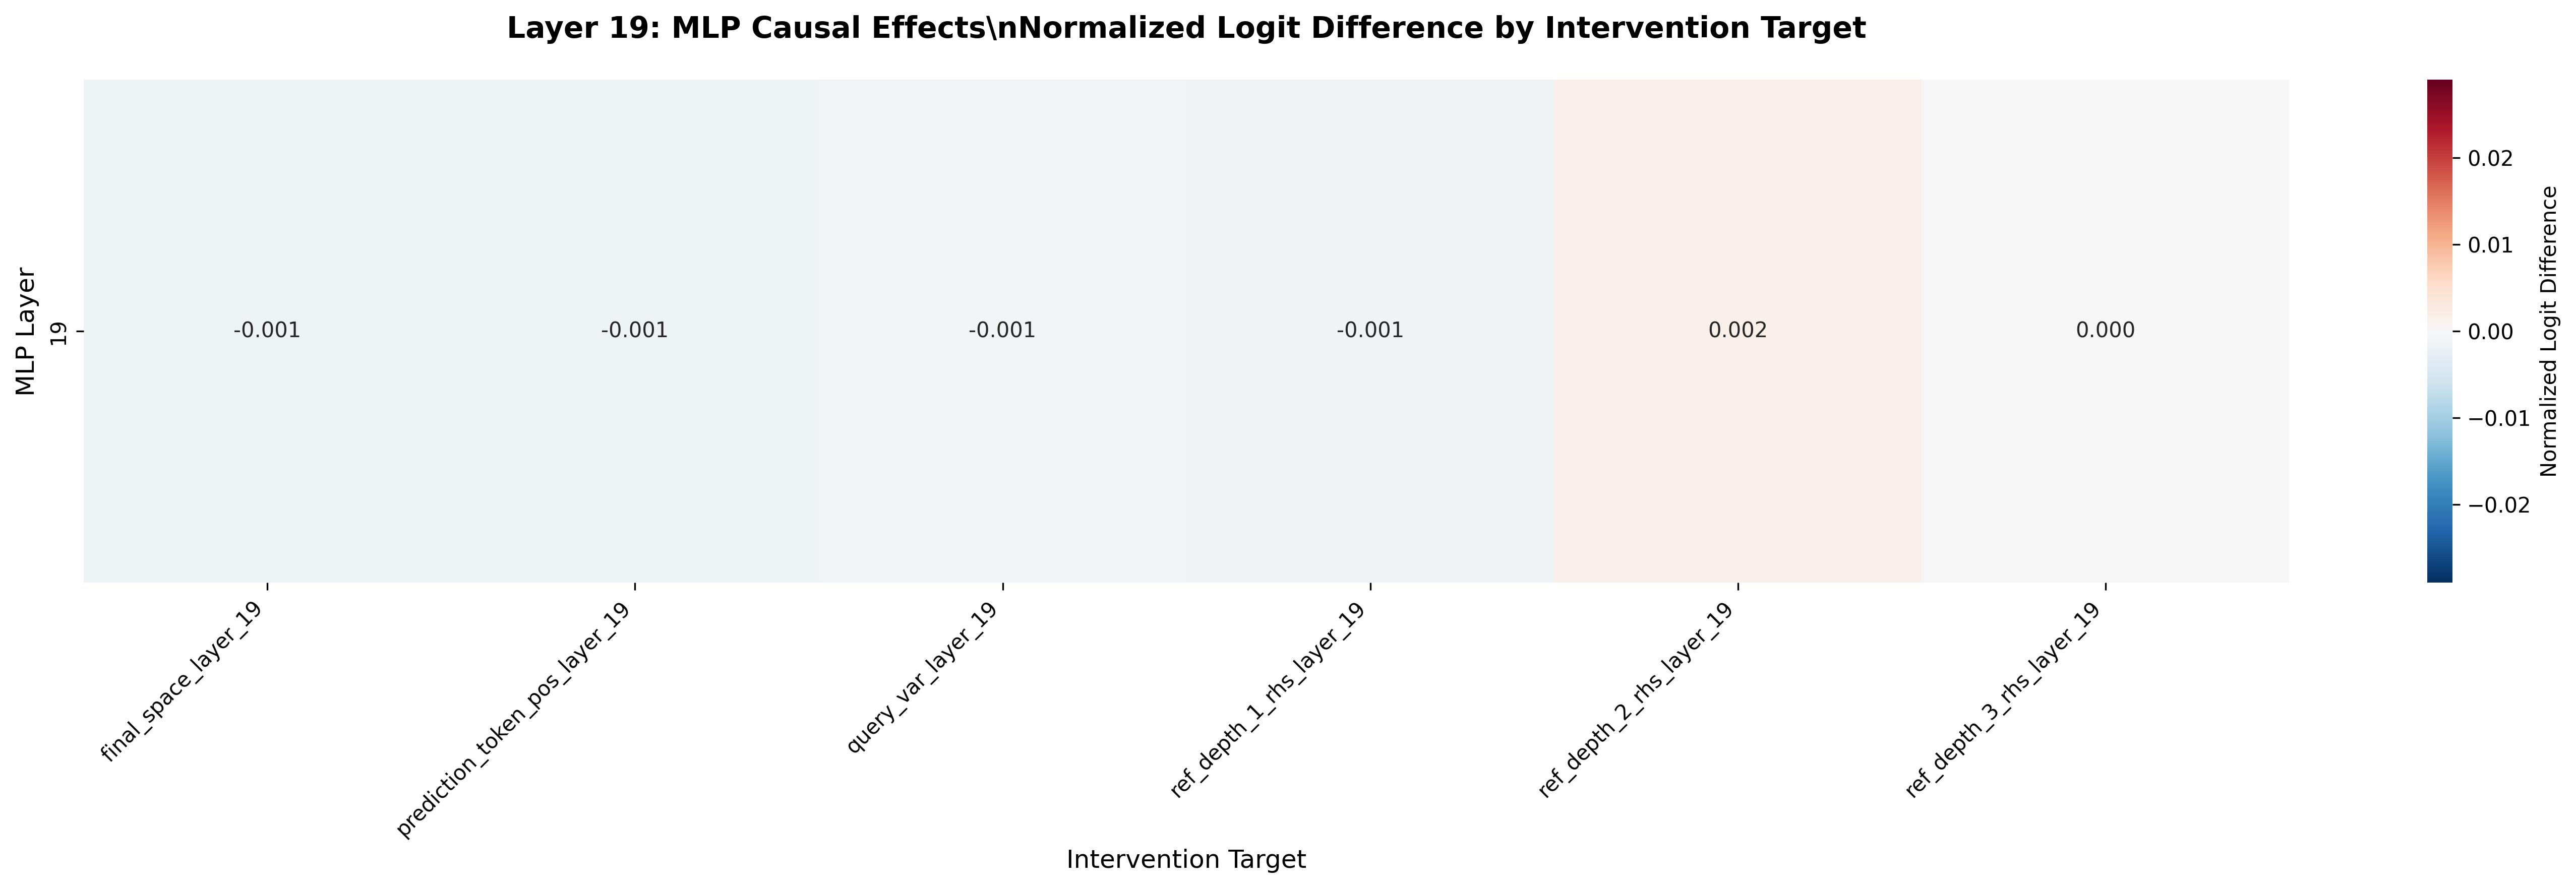 Layer 19: MLP Causal Effects\nNormalized Logit Difference by Intervention Target
MLP Layer
19
-0.001
-0.001
-0.001
-0.001
0.002
0.000
final_space_layer_19
prediction_token_pos_layer_19
query_var_layer_19
ref_depth_1_rhs_layer_19
ref_depth_2_rhs_layer_19
ref_depth_3_rhs_layer_19
Intervention Target
0.02
0.01
0.00
−0.01
−0.02
Normalized Logit Difference